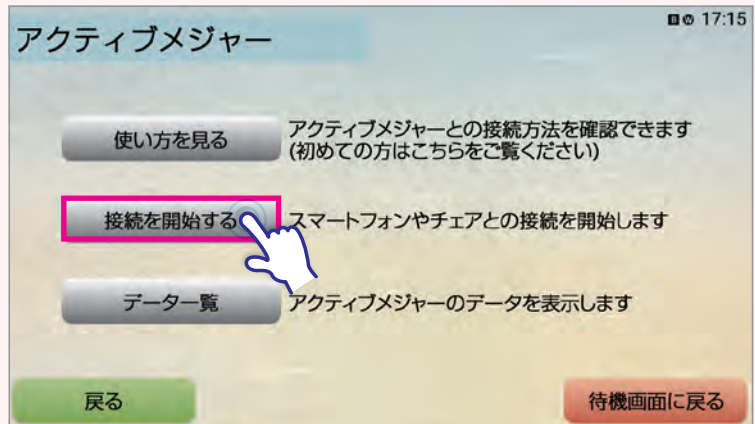 アクティブメジャー
17:15
使い方を見る
アクティブメジャーとの接続方法を確認できます
(初めての方はこちらをご覧ください)
接続を開始する
スマートフォンやチェアとの接続を開始します
データ一覧
アクティブメジャーのデータを表示します
戻る
待機画面に戻る